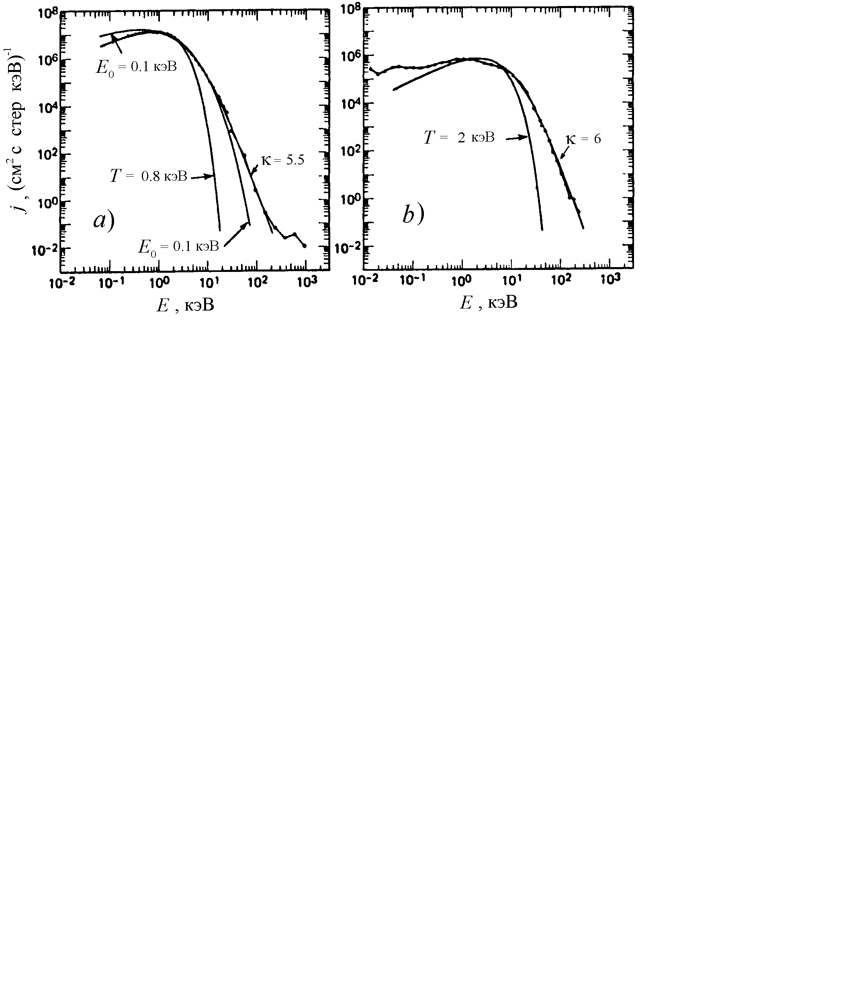 j, (см² с стер кэВ)⁻¹
10⁸
10⁶
10⁴
10²
10⁰
10⁻²
E₀ = 0.1 кэВ
T = 0.8 кэВ
κ = 5.5
a)
E₀ = 0.1 кэВ
10⁻² 10⁻¹ 10⁰ 10¹ 10² 10³
E , кэВ
10⁸
10⁶
10⁴
10²
10⁰
10⁻²
T = 2 кэВ
κ = 6
b)
10⁻² 10⁻¹ 10⁰ 10¹ 10² 10³
E , кэВ